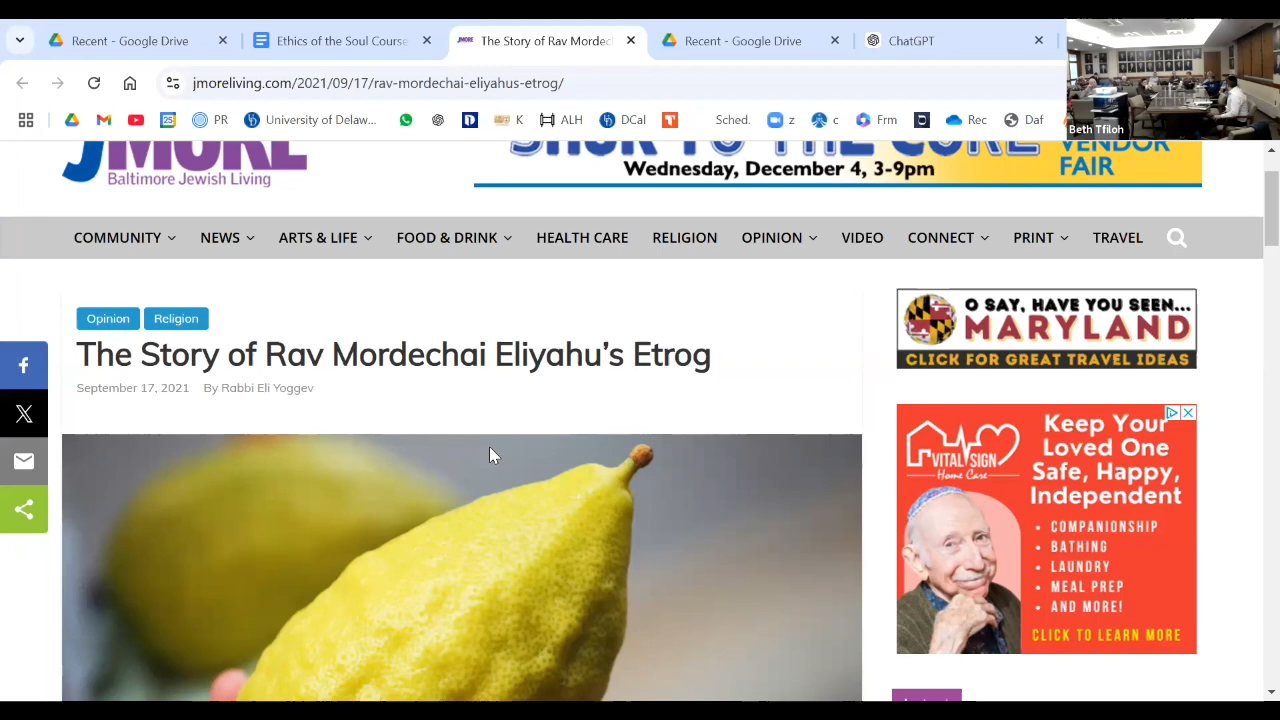 Recent - Google Drive
Ethics of the Soul Course
The Story of Rav Mordec
Recent - Google Drive
ChatGPT
jmoreliving.com/2021/09/17/rav-mordechai-eliyahus-etrog/
Beth Tfiloh
PR
University of Delaw...
K
ALH
DCal
Sched.
z
c
Frm
Rec
Daf
JMORE
Baltimore Jewish Living
Wednesday, December 4, 3-9pm
VENDOR
FAIR
COMMUNITY
NEWS
ARTS & LIFE
FOOD & DRINK
HEALTH CARE
RELIGION
OPINION
VIDEO
CONNECT
PRINT
TRAVEL
Opinion
Religion
The Story of Rav Mordechai Eliyahu’s Etrog
September 17, 2021
By Rabbi Eli Yoggev
O SAY, HAVE YOU SEEN...
MARYLAND
CLICK FOR GREAT TRAVEL IDEAS
VITAL SIGN
Home Care
Keep Your
Loved One
Safe, Happy,
Independent
• COMPANIONSHIP
• BATHING
• LAUNDRY
• MEAL PREP
• AND MORE!
CLICK TO LEARN MORE